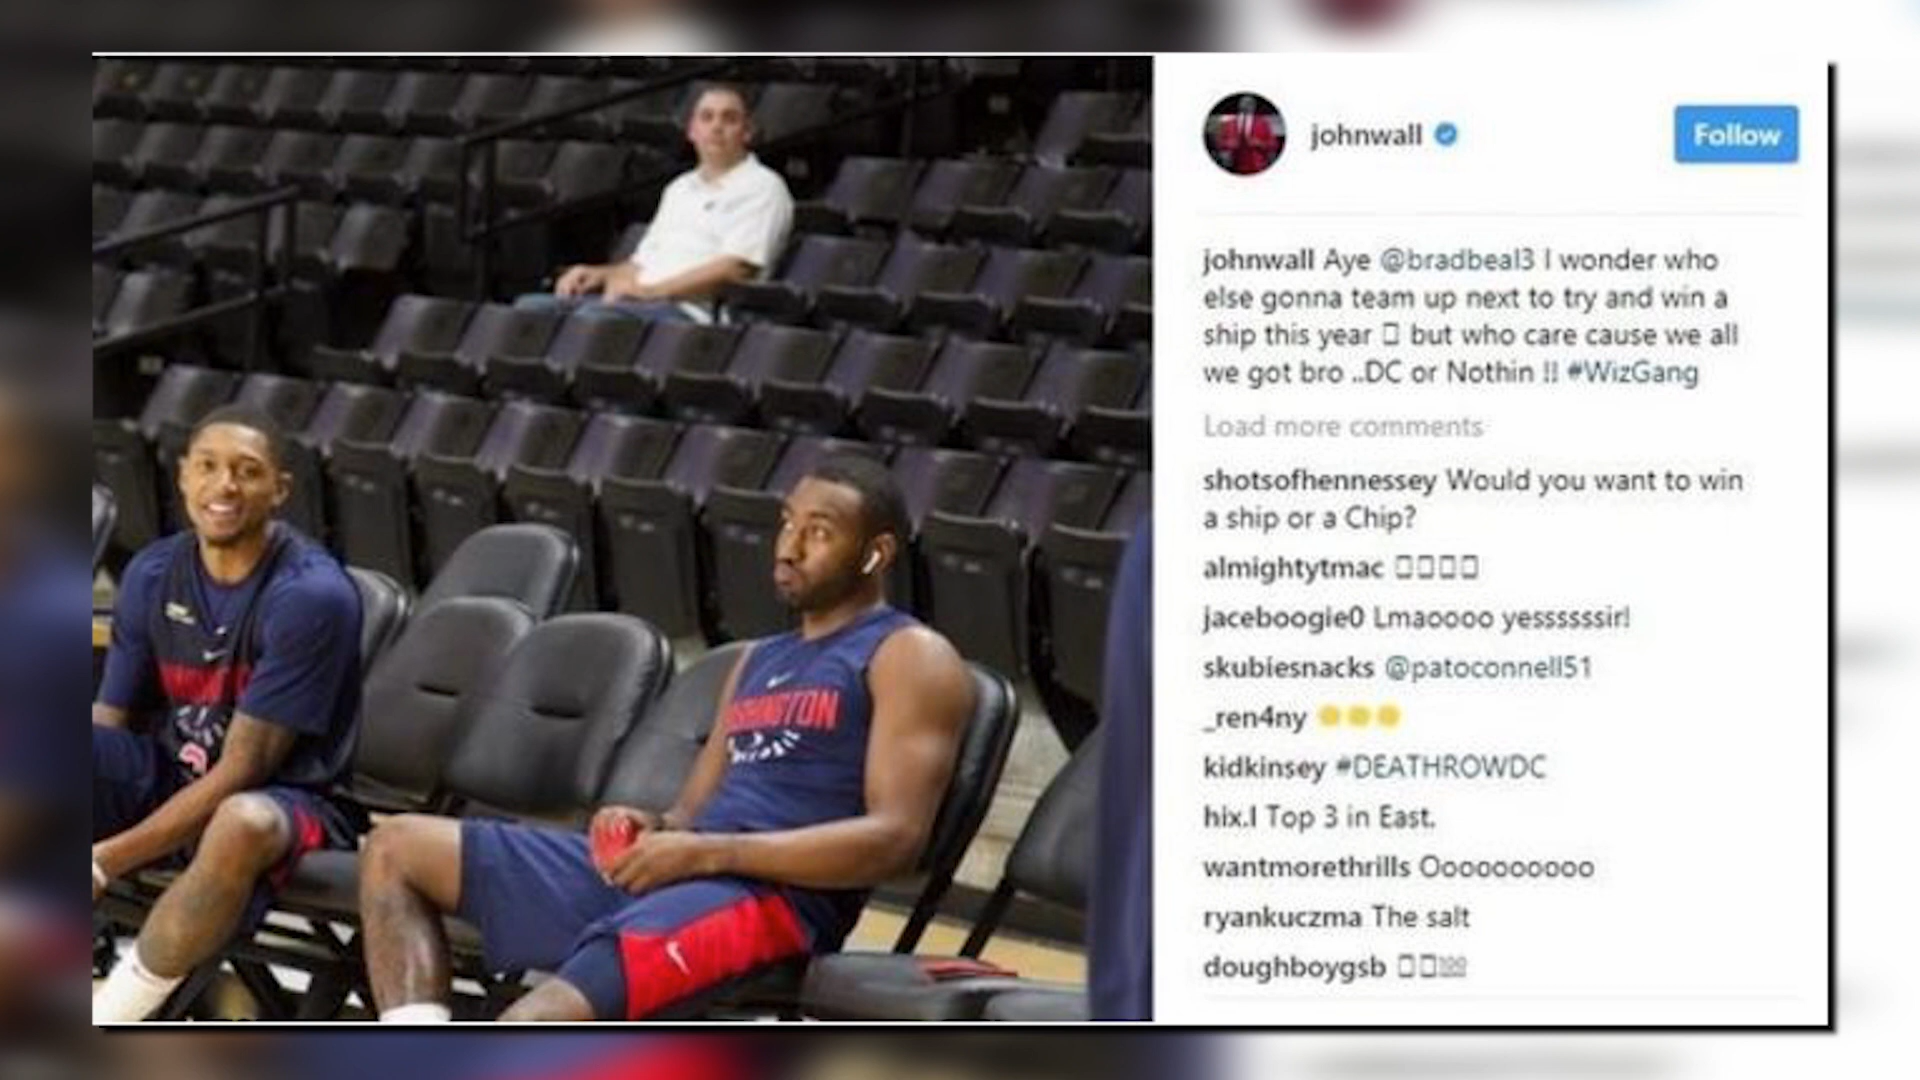 johnwall
Follow
johnwall Aye @bradbeal3 I wonder who
else gonna team up next to try and win a
ship this year but who care cause we all
we got bro ..DC or Nothin !! #WizGang
Load more comments
shotsofhennessey Would you want to win
a ship or a Chip?
almightytmac
jaceboogie0 Lmaoooo yessssssir!
skubiesnacks @patoconnell51
_ren4ny
kidkinsey #DEATHROWDC
hix.l Top 3 in East.
wantmorethrills Oooooooooo
ryankuczma The salt
doughboygsb 💯